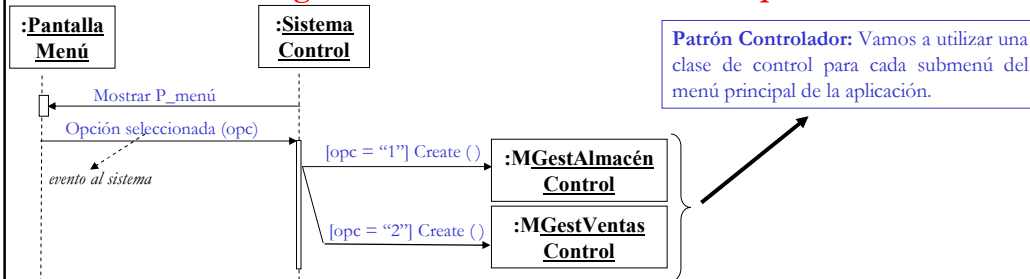 :Pantalla
Menú
:Sistema
Control
Patrón Controlador: Vamos a utilizar una
clase de control para cada submenú del
menú principal de la aplicación.
Mostrar P_menú
Opción seleccionada (opc)
evento al sistema
[opc = “1”] Create ( )
:MGestAlmacén
Control
[opc = “2”] Create ( )
:MGestVentas
Control